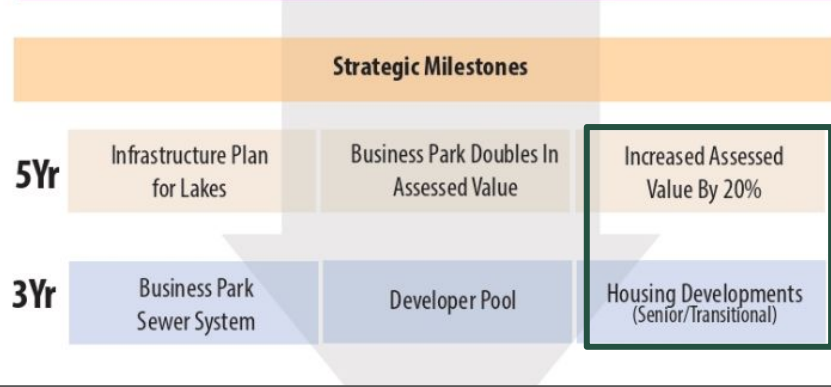 Strategic Milestones
5Yr
Infrastructure Plan
for Lakes
Business Park Doubles In
Assessed Value
Increased Assessed
Value By 20%
3Yr
Business Park
Sewer System
Developer Pool
Housing Developments
(Senior/Transitional)